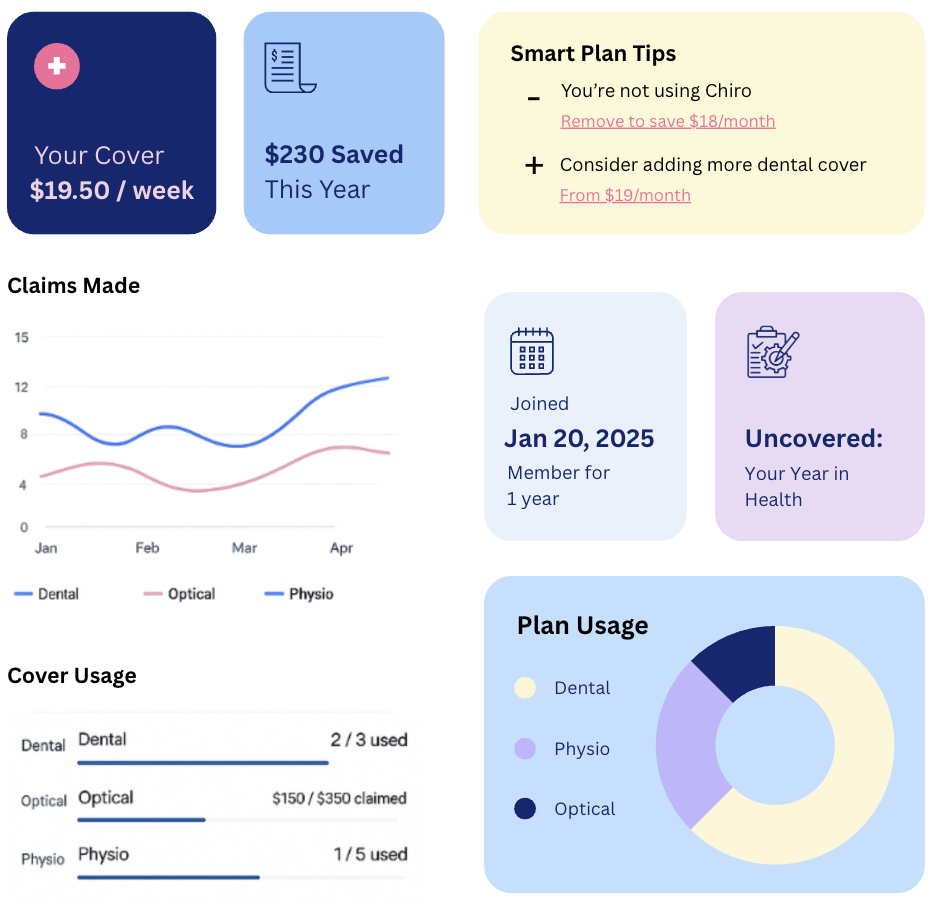 Your Cover
$19.50 / week
$230 Saved
This Year
Smart Plan Tips
- You’re not using Chiro
Remove to save $18/month
+ Consider adding more dental cover
From $19/month
Claims Made
15
12
8
4
0
Jan Feb Mar Apr
Dental Optical Physio
Joined
Jan 20, 2025
Member for
1 year
Uncovered:
Your Year in
Health
Cover Usage
Dental Dental 2 / 3 used
Optical Optical $150 / $350 claimed
Physio Physio 1 / 5 used
Plan Usage
Dental
Physio
Optical